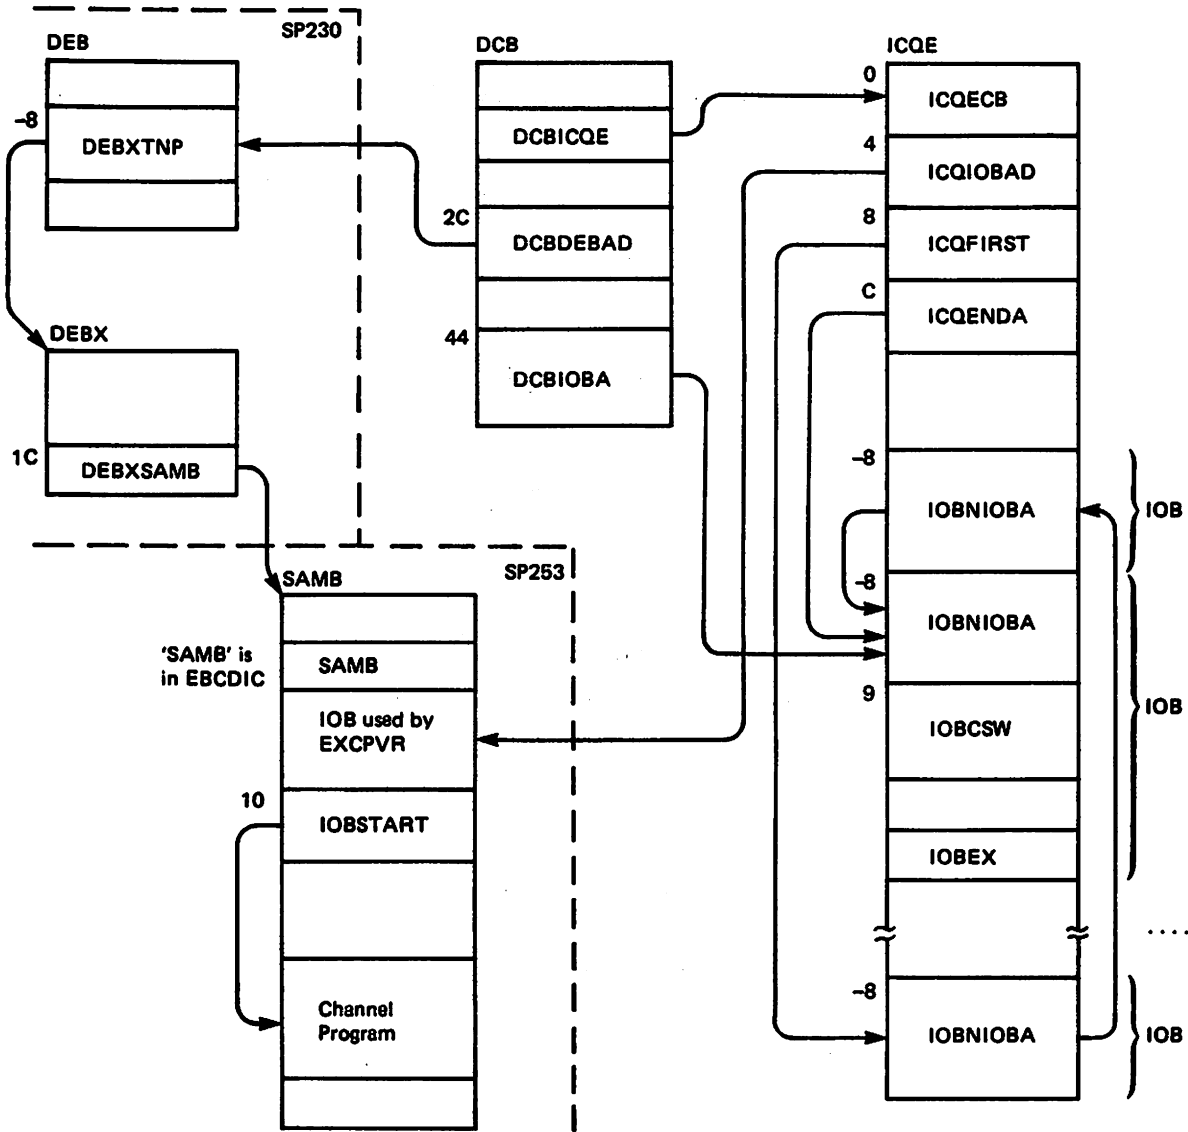 SP230
DEB
-8
DEBXTNP
DEBX
1C
DEBXSAMB
DCB
DCBICQE
2C
DCBDEBAD
44
DCBIOBA
ICQE
0
ICQECB
4
ICQIOBAD
8
ICQFIRST
C
ICQENDA
-8
IOBNIOBA
IOB
-8
IOBNIOBA
9
IOBCSW
IOBEX
IOB
....
-8
IOBNIOBA
IOB
SP253
SAMB
'SAMB' is
in EBCDIC
SAMB
IOB used by
EXCPVR
10
IOBSTART
Channel
Program